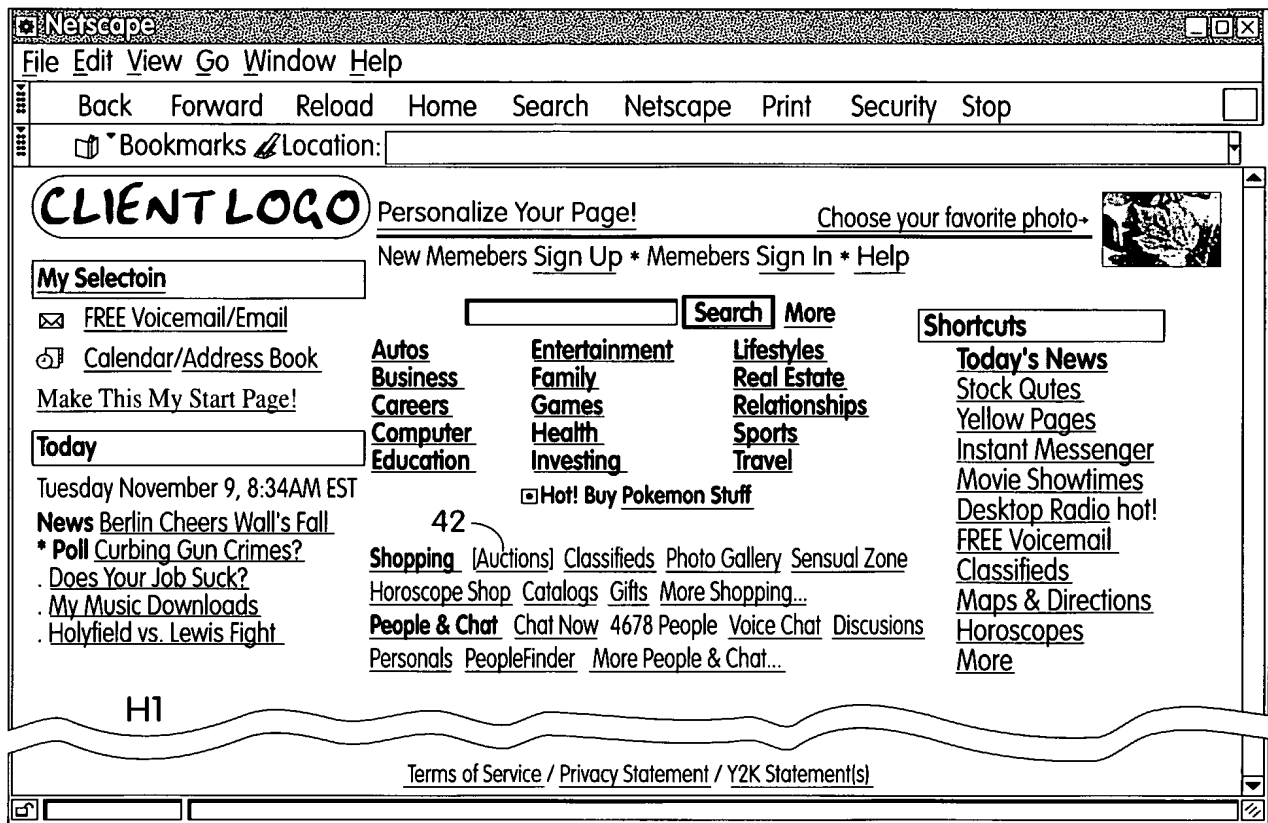 Netscape
File Edit View Go Window Help
Back Forward Reload Home Search Netscape Print Security Stop
Bookmarks Location:
CLIENT LOGO
Personalize Your Page! Choose your favorite photo→
New Memebers Sign Up * Memebers Sign In * Help
My Selectoin
FREE Voicemail/Email
Calendar/Address Book
Make This My Start Page!
Today
Tuesday November 9, 8:34AM EST
News Berlin Cheers Wall's Fall
* Poll Curbing Gun Crimes?
. Does Your Job Suck?
. My Music Downloads
. Holyfield vs. Lewis Fight
Search More
Autos Entertainment Lifestyles
Business Family Real Estate
Careers Games Relationships
Computer Health Sports
Education Investing Travel
Hot! Buy Pokemon Stuff
42
Shopping [Auctions] Classifieds Photo Gallery Sensual Zone
Horoscope Shop Catalogs Gifts More Shopping...
People & Chat Chat Now 4678 People Voice Chat Discusions
Personals PeopleFinder More People & Chat...
Shortcuts
Today's News
Stock Qutes
Yellow Pages
Instant Messenger
Movie Showtimes
Desktop Radio hot!
FREE Voicemail
Classifieds
Maps & Directions
Horoscopes
More
H1
Terms of Service / Privacy Statement / Y2K Statement(s)